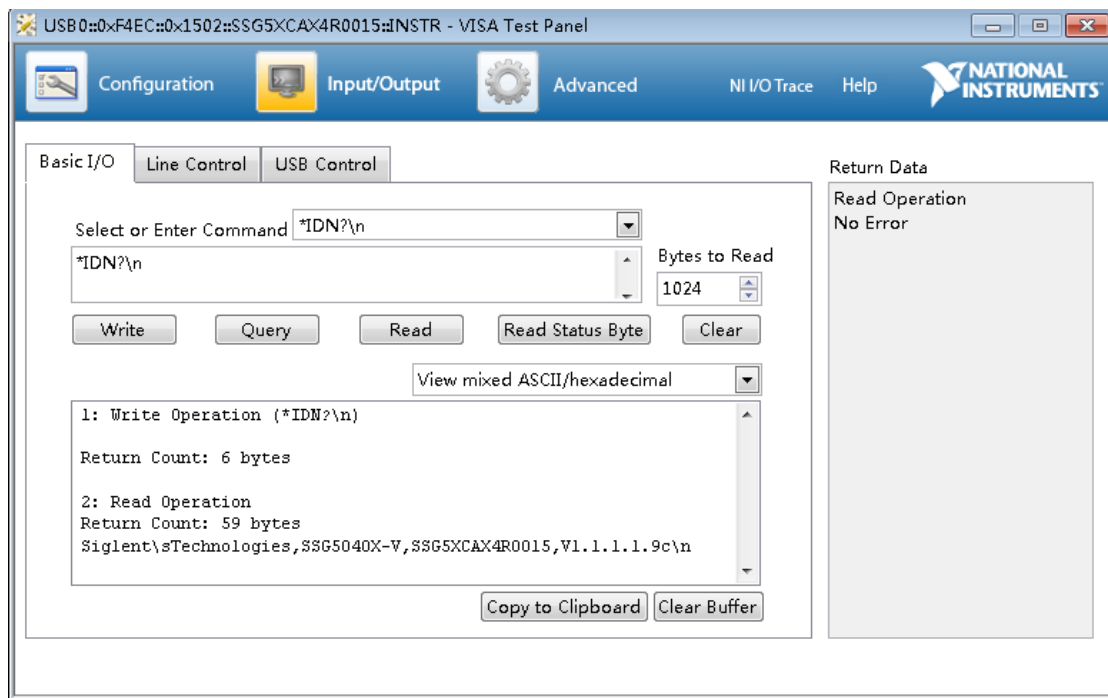 USB0::0xF4EC::0x1502::SSG5XCAX4R0015::INSTR - VISA Test Panel
Configuration Input/Output Advanced NI I/O Trace Help NATIONAL INSTRUMENTS
Basic I/O Line Control USB Control
Return Data
Read Operation
No Error
Select or Enter Command *IDN?\n
*IDN?\n
Bytes to Read
1024
Write Query Read Read Status Byte Clear
View mixed ASCII/hexadecimal
1: Write Operation (*IDN?\n)
Return Count: 6 bytes
2: Read Operation
Return Count: 59 bytes
Siglent\sTechnologies,SSG5040X-V,SSG5XCAX4R0015,V1.1.1.1.9c\n
Copy to Clipboard Clear Buffer